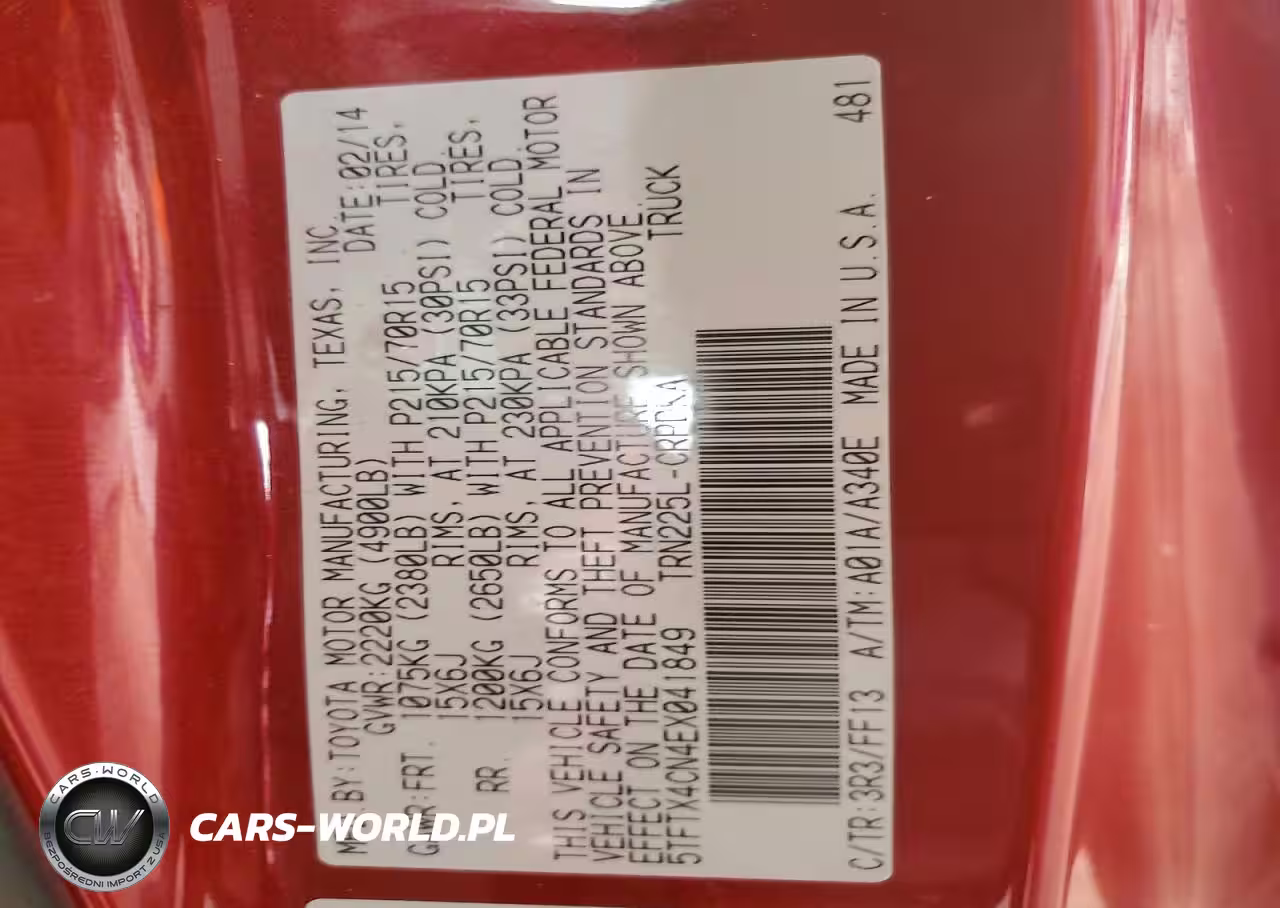 MFD BY:TOYOTA MOTOR MANUFACTURING, TEXAS, INC.
GVWR:2220KG (4900LB) DATE:02/14
GAWR:FRT. 1075KG (2380LB) WITH P215/70R15 TIRES,
15X6J RIMS, AT 210KPA (30PSI) COLD
RR. 1200KG (2650LB) WITH P215/70R15 TIRES,
15X6J RIMS, AT 230KPA (33PSI) COLD.
THIS VEHICLE CONFORMS TO ALL APPLICABLE FEDERAL MOTOR
VEHICLE SAFETY AND THEFT PREVENTION STANDARDS IN
EFFECT ON THE DATE OF MANUFACTURE SHOWN ABOVE.
5TFTX4CN4EX041849 TRUCK
C/TR:3R3/FF13 A/TM:A01A/A340E MADE IN U.S.A. 481
CARS-WORLD
CW
BEZPOŚREDNI IMPORT Z USA
CARS-WORLD.PL